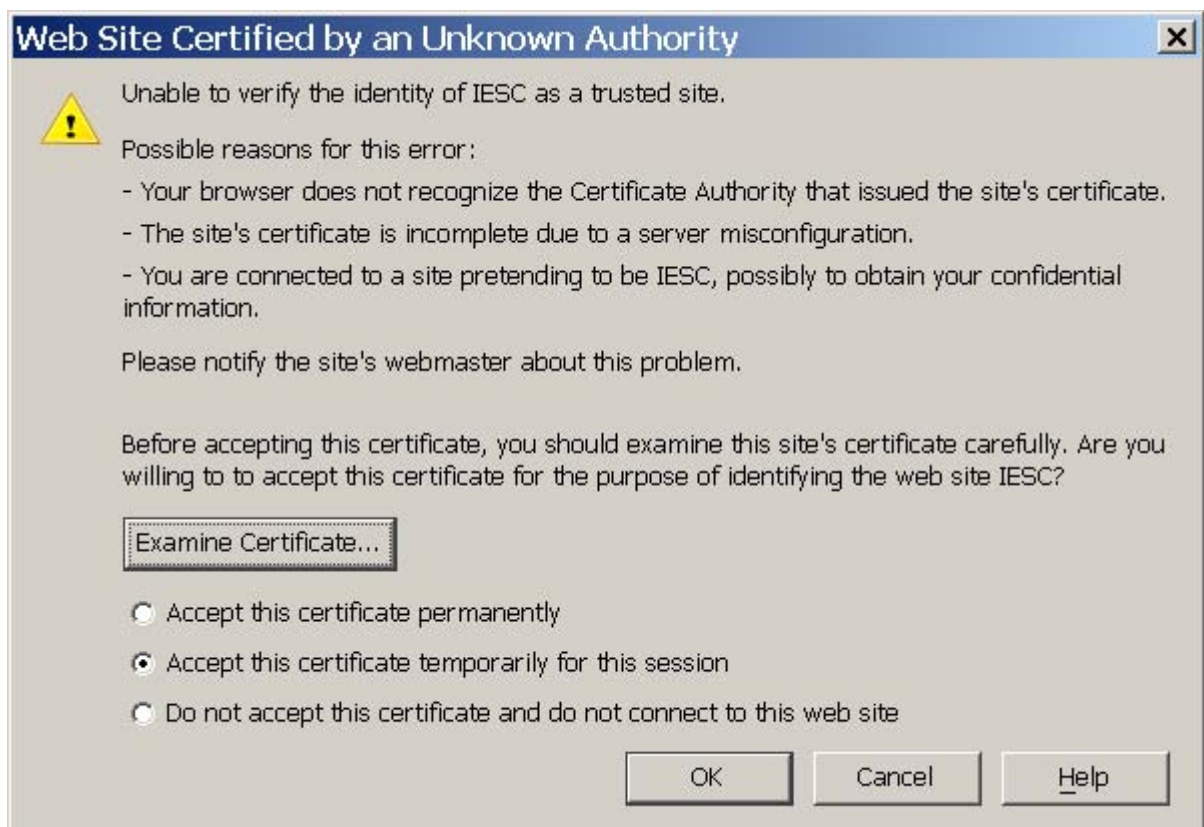 Web Site Certified by an Unknown Authority
Unable to verify the identity of IESC as a trusted site.
Possible reasons for this error:
- Your browser does not recognize the Certificate Authority that issued the site's certificate.
- The site's certificate is incomplete due to a server misconfiguration.
- You are connected to a site pretending to be IESC, possibly to obtain your confidential
information.
Please notify the site's webmaster about this problem.
Before accepting this certificate, you should examine this site's certificate carefully. Are you
willing to to accept this certificate for the purpose of identifying the web site IESC?
Examine Certificate...
Accept this certificate permanently
Accept this certificate temporarily for this session
Do not accept this certificate and do not connect to this web site
OK Cancel Help